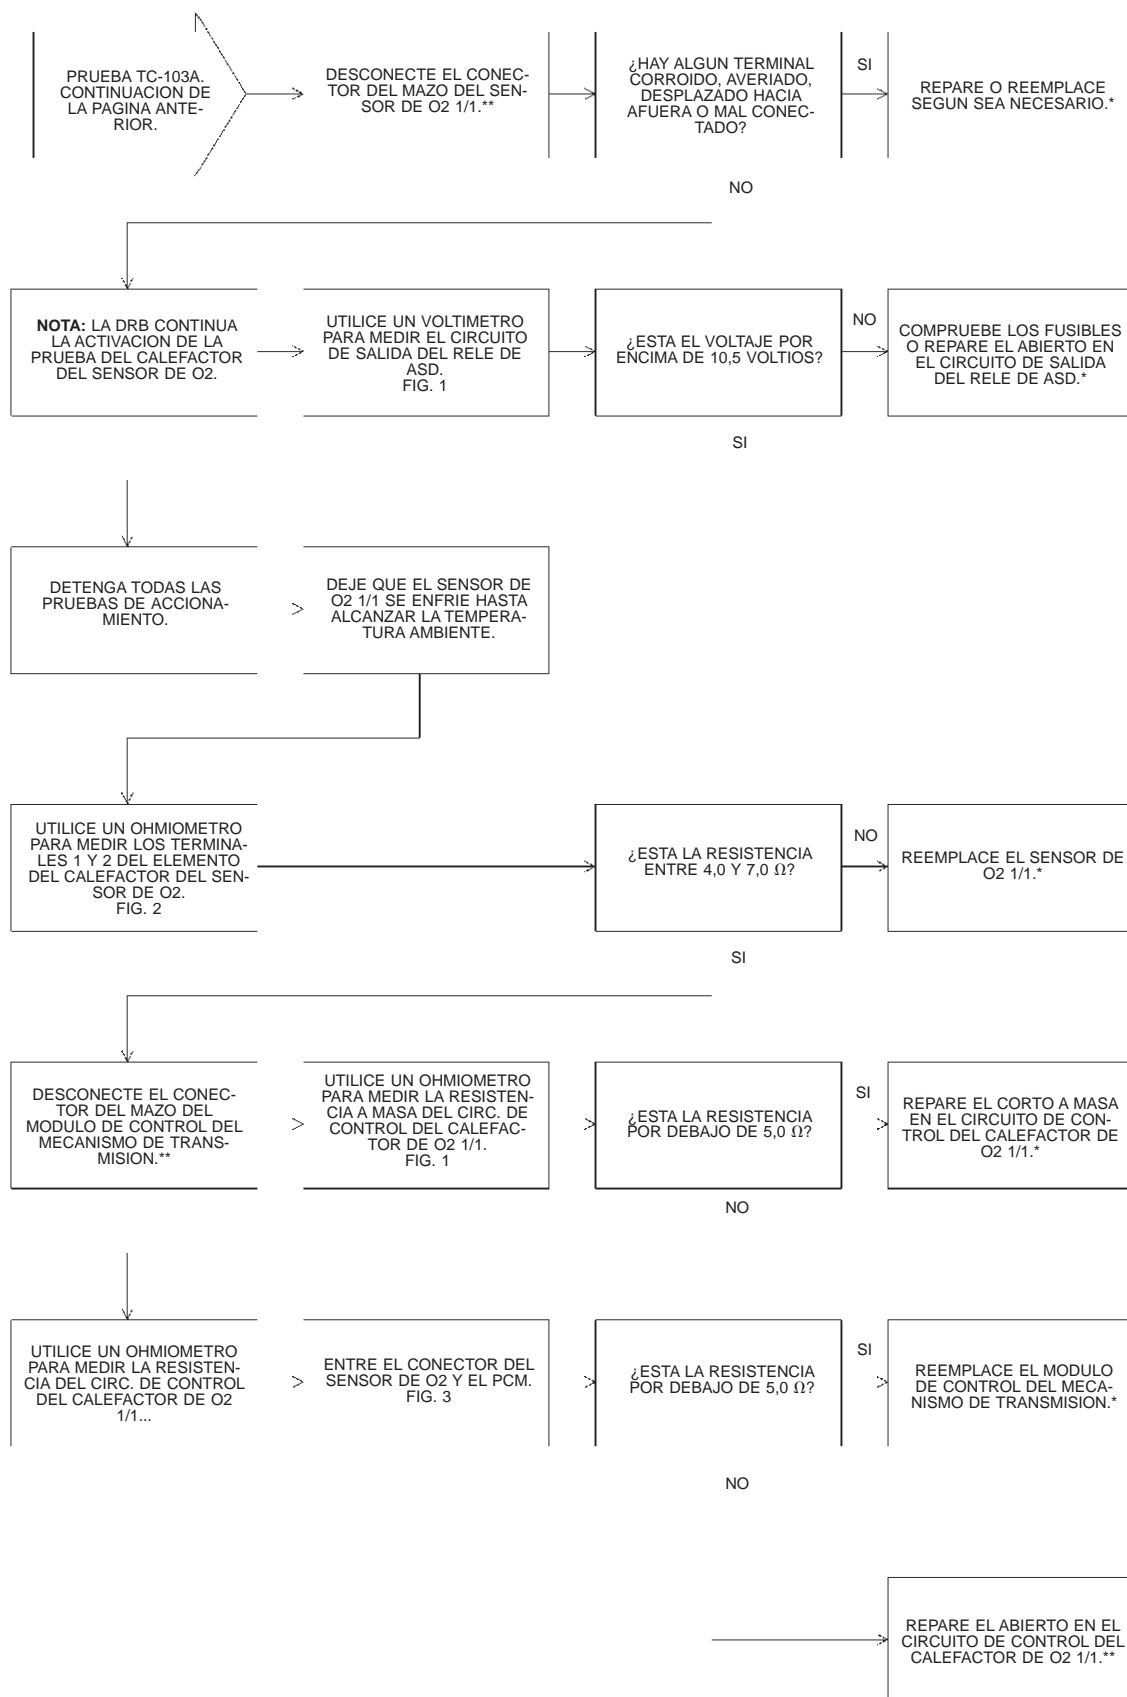 PRUEBA TC-103A.
CONTINUACION DE
LA PAGINA ANTE-
RIOR.
DESCONECTE EL CONEC-
TOR DEL MAZO DEL SEN-
SOR DE O2 1/1.**
¿HAY ALGUN TERMINAL
CORROIDO, AVERIADO,
DESPLAZADO HACIA
AFUERA O MAL CONEC-
TADO?
SI
REPARE O REEMPLACE
SEGUN SEA NECESARIO.*
NO
NOTA: LA DRB CONTINUA
LA ACTIVACION DE LA
PRUEBA DEL CALEFACTOR
DEL SENSOR DE O2.
UTILICE UN VOLTIMETRO
PARA MEDIR EL CIRCUITO
DE SALIDA DEL RELE DE
ASD.
FIG. 1
¿ESTA EL VOLTAJE POR
ENCIMA DE 10,5 VOLTIOS?
NO
COMPRUEBE LOS FUSIBLES
O REPARE EL ABIERTO EN
EL CIRCUITO DE SALIDA
DEL RELE DE ASD.*
SI
DETENGA TODAS LAS
PRUEBAS DE ACCIONA-
MIENTO.
DEJE QUE EL SENSOR DE
O2 1/1 SE ENFRIE HASTA
ALCANZAR LA TEMPERA-
TURA AMBIENTE.
UTILICE UN OHMIOMETRO
PARA MEDIR LOS TERMINA-
LES 1 Y 2 DEL ELEMENTO
DEL CALEFACTOR DEL SEN-
SOR DE O2.
FIG. 2
¿ESTA LA RESISTENCIA
ENTRE 4,0 Y 7,0 Ω?
NO
REEMPLACE EL SENSOR DE
O2 1/1.*
SI
DESCONECTE EL CONEC-
TOR DEL MAZO DEL
MODULO DE CONTROL DEL
MECANISMO DE TRANS-
MISION.**
UTILICE UN OHMIOMETRO
PARA MEDIR LA RESISTEN-
CIA A MASA DEL CIRC. DE
CONTROL DEL CALEFAC-
TOR DE O2 1/1.
FIG. 1
¿ESTA LA RESISTENCIA
POR DEBAJO DE 5,0 Ω?
SI
REPARE EL CORTO A MASA
EN EL CIRCUITO DE CON-
TROL DEL CALEFACTOR DE
O2 1/1.*
NO
UTILICE UN OHMIOMETRO
PARA MEDIR LA RESISTEN-
CIA DEL CIRC. DE CONTROL
DEL CALEFACTOR DE O2
1/1...
ENTRE EL CONECTOR DEL
SENSOR DE O2 Y EL PCM.
FIG. 3
¿ESTA LA RESISTENCIA
POR DEBAJO DE 5,0 Ω?
SI
REEMPLACE EL MODULO
DE CONTROL DEL MECA-
NISMO DE TRANSMISION.*
NO
REPARE EL ABIERTO EN EL
CIRCUITO DE CONTROL DEL
CALEFACTOR DE O2 1/1.**